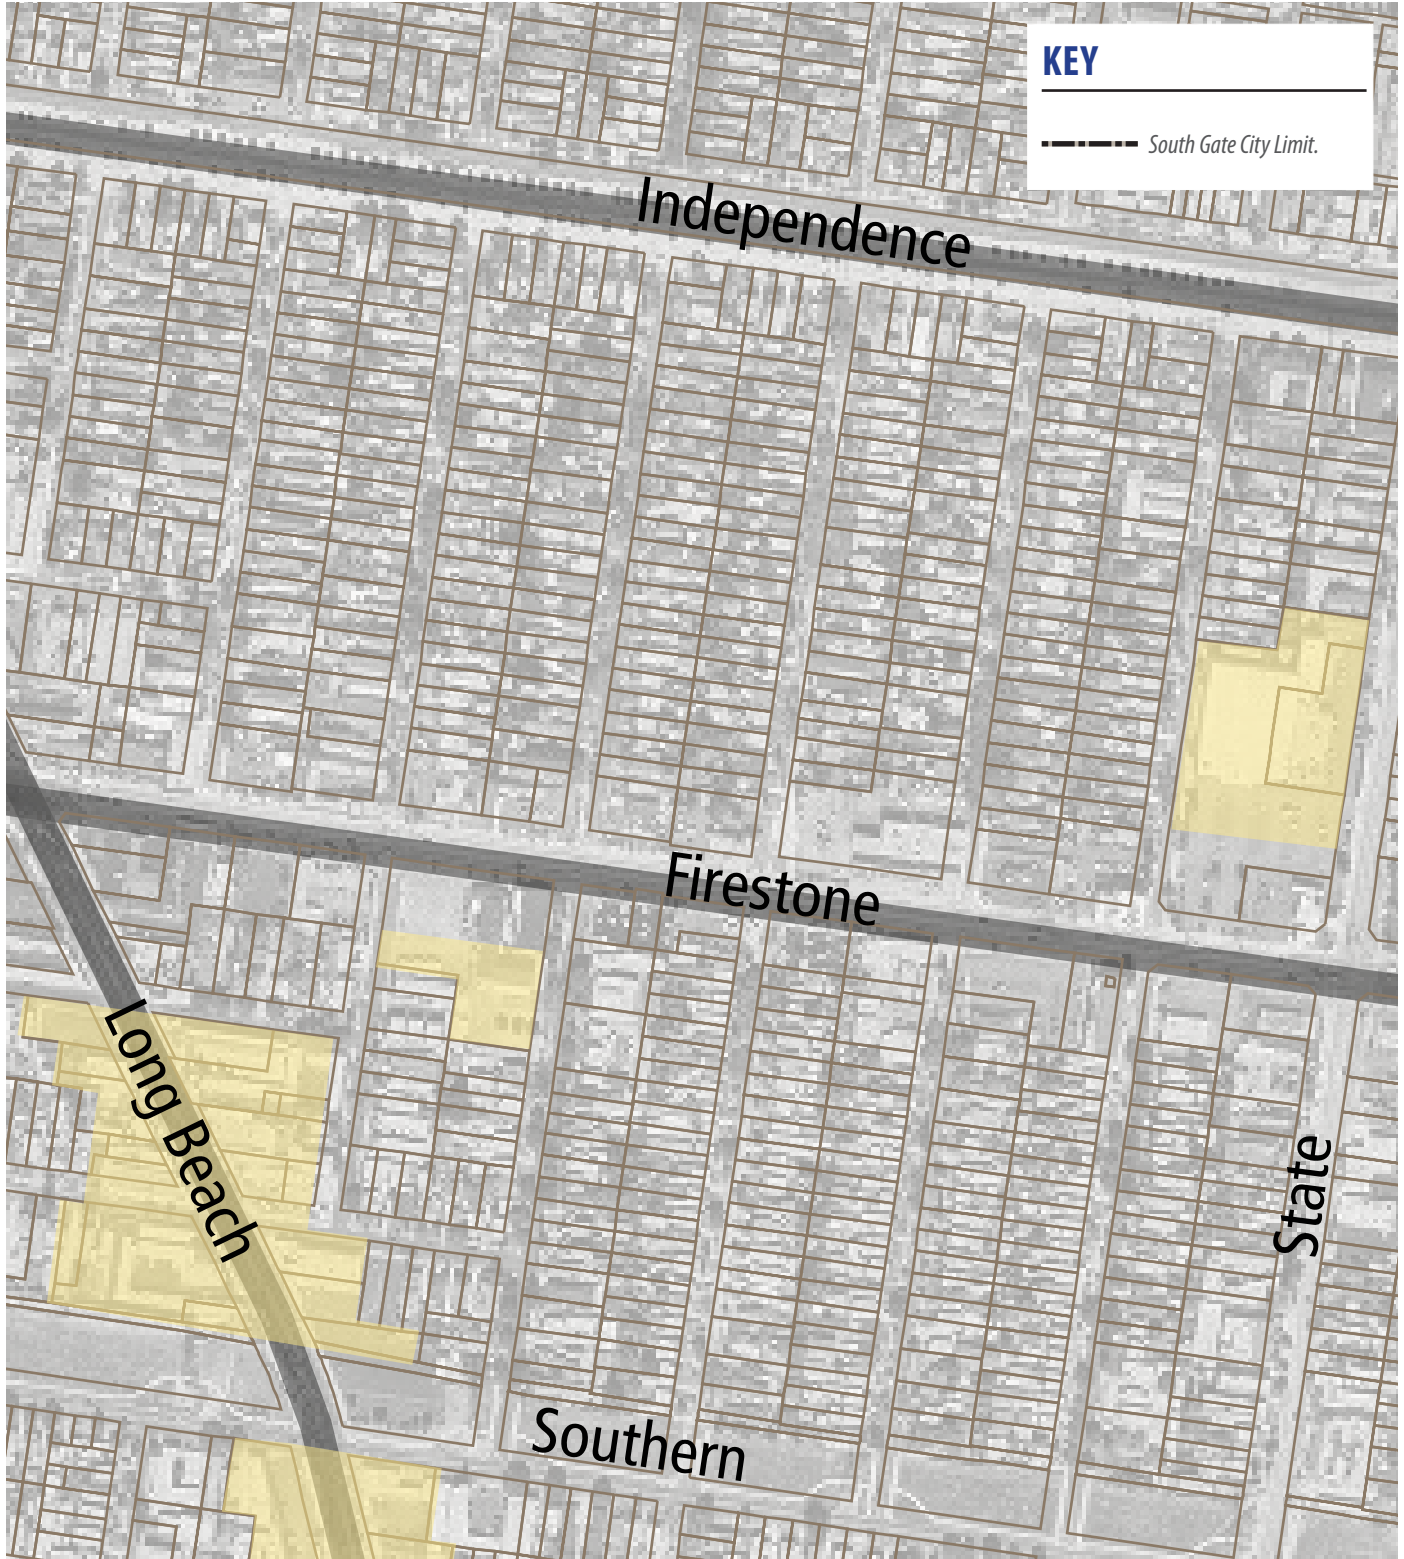 KEY
South Gate City Limit.
Independence
Firestone
Long Beach
State
Southern